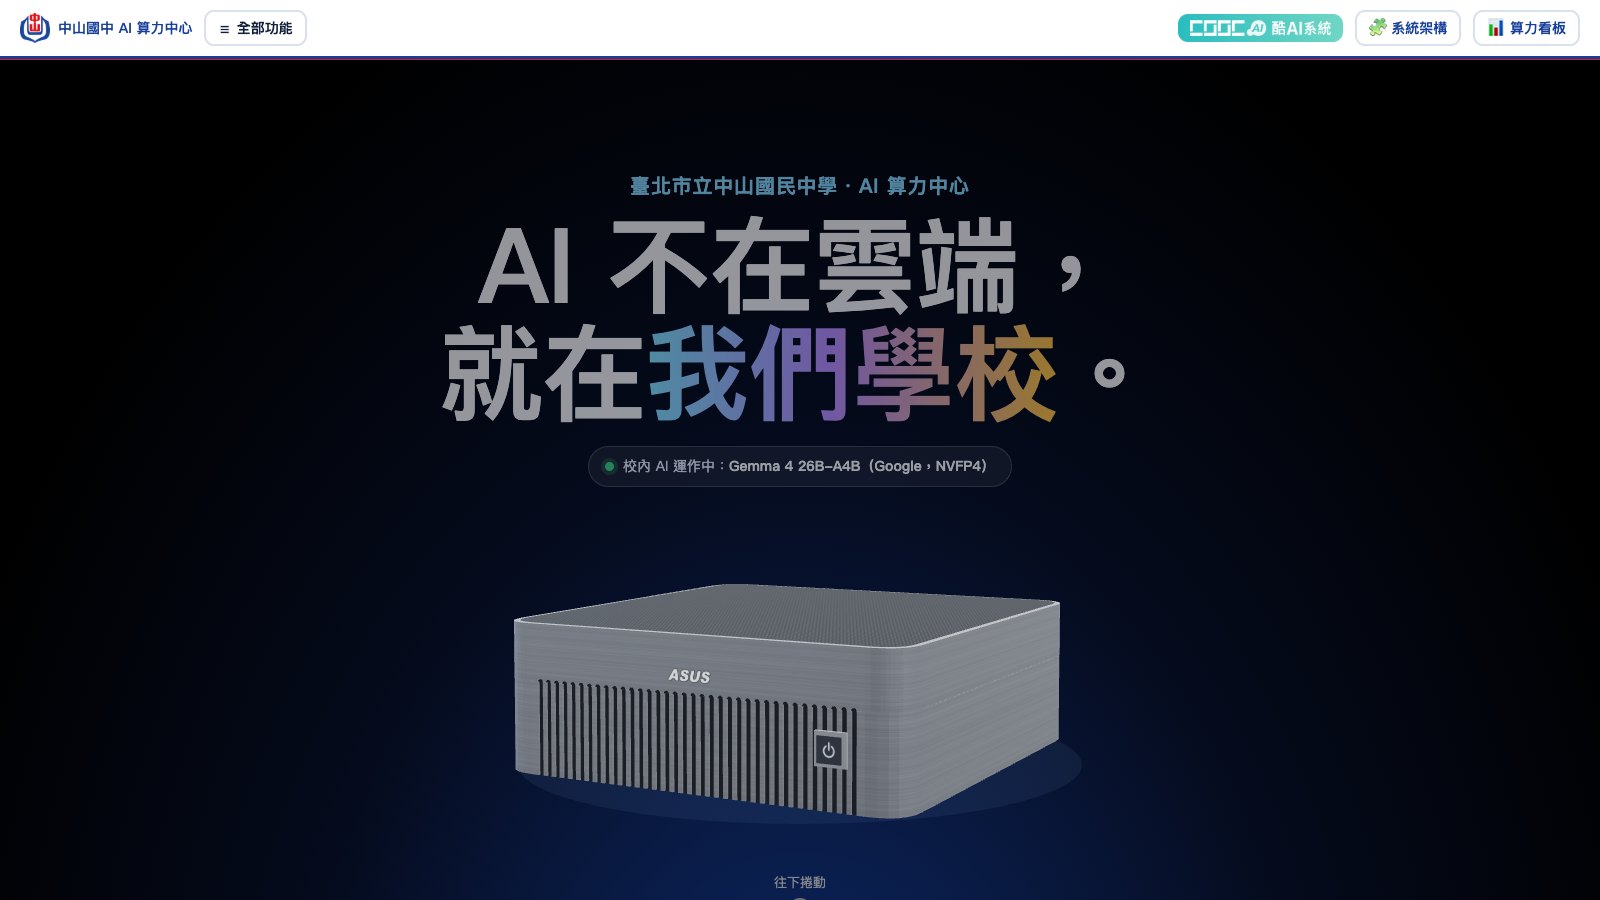 中山國中 AI 算力中心
≡ 全部功能
COOC AI 酷AI系統
系統架構
算力看板
臺北市立中山國民中學 · AI 算力中心
AI 不在雲端，
就在我們學校。
校內 AI 運作中：Gemma 4 26B-A4B（Google，NVFP4）
ASUS
往下捲動